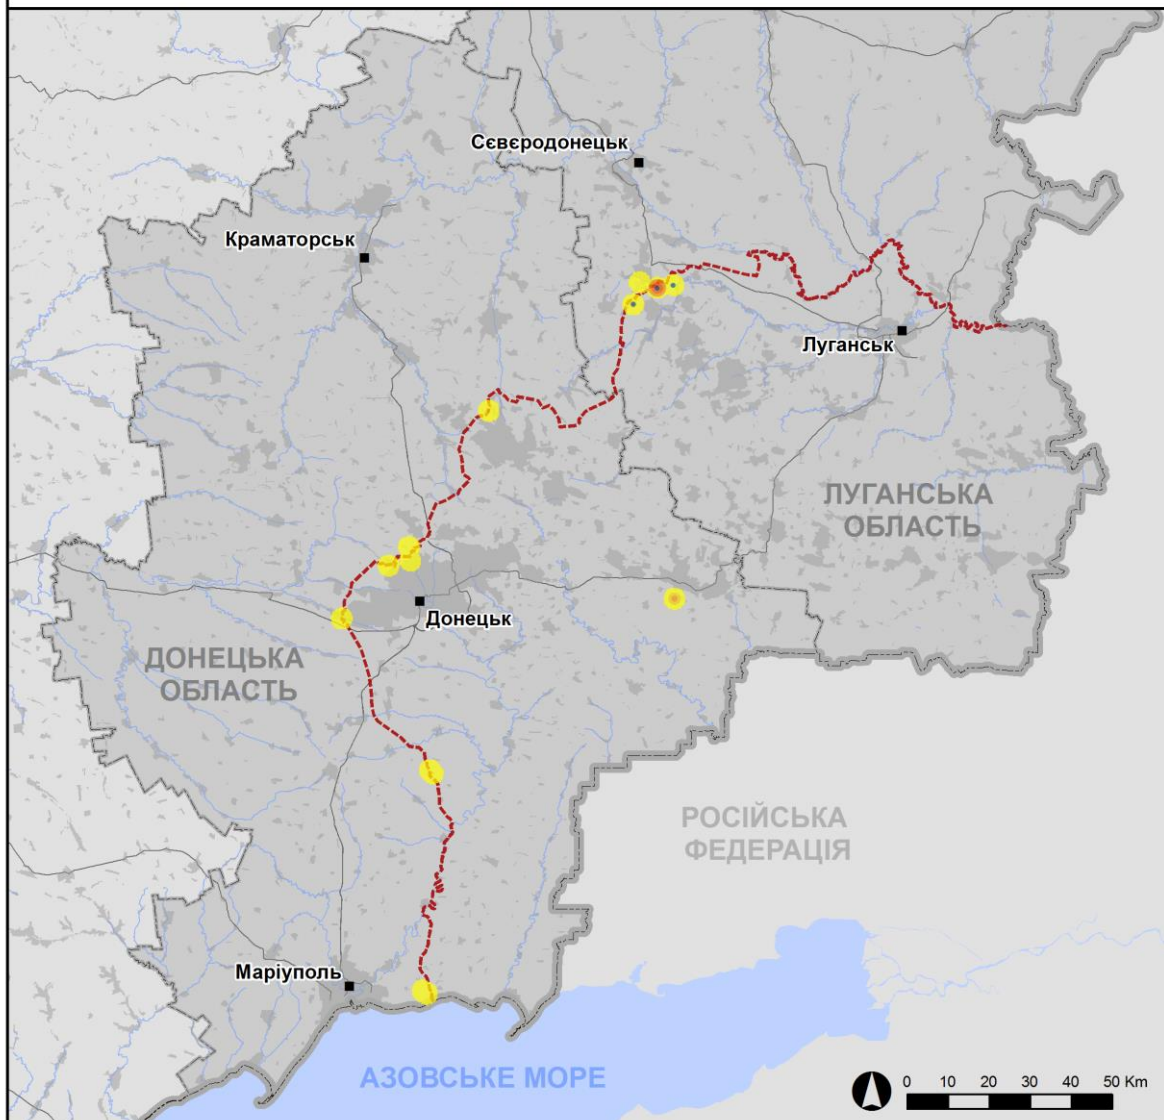 Сєвєродонецьк
Краматорськ
Луганськ
ЛУГАНСЬКА
ОБЛАСТЬ
Донецьк
ДОНЕЦЬКА
ОБЛАСТЬ
РОСІЙСЬКА
ФЕДЕРАЦІЯ
Маріуполь
АЗОВСЬКЕ МОРЕ
0 10 20 30 40 50 Km